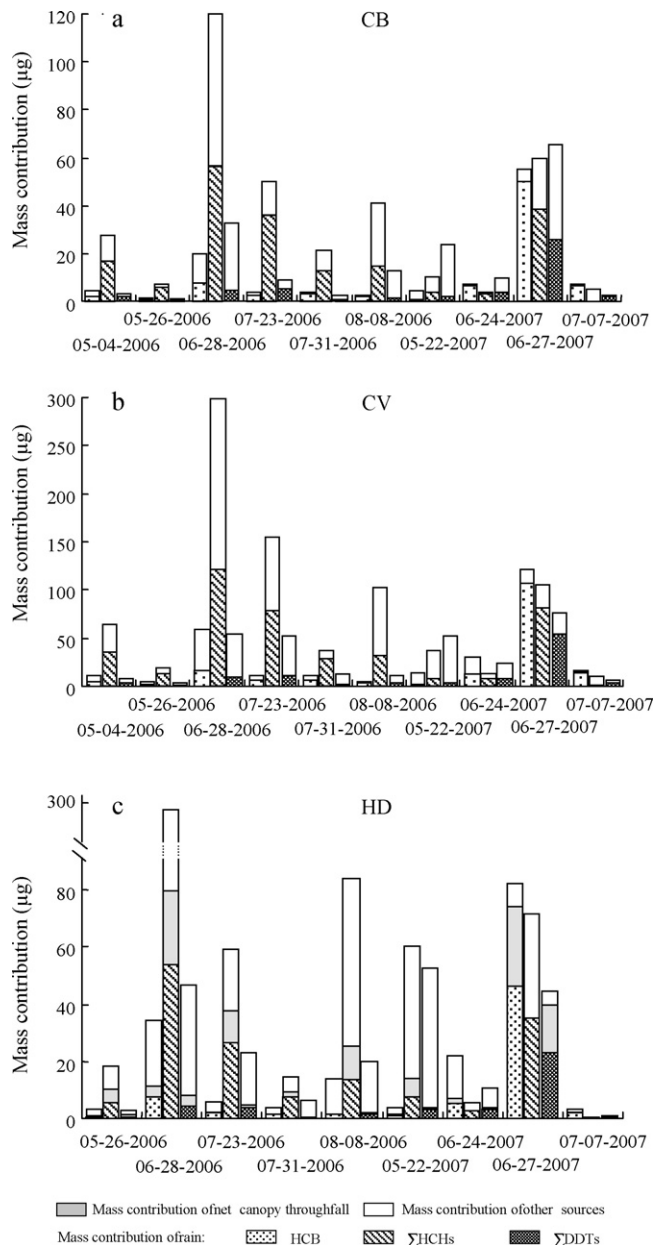 a
CB
Mass contribution (µg)
120
100
80
60
40
20
0
05-26-2006 07-23-2006 08-08-2006 06-24-2007 07-07-2007
05-04-2006 06-28-2006 07-31-2006 05-22-2007 06-27-2007
b
CV
Mass contribution (µg)
300
250
200
150
100
50
0
05-26-2006 07-23-2006 08-08-2006 06-24-2007 07-07-2007
05-04-2006 06-28-2006 07-31-2006 05-22-2007 06-27-2007
c
HD
Mass contribution (µg)
300
80
60
40
20
0
05-26-2006 07-23-2006 08-08-2006 06-24-2007 07-07-2007
06-28-2006 07-31-2006 05-22-2007 06-27-2007
Mass contribution ofnet canopy throughfall Mass contribution ofother sources
Mass contribution ofrain: HCB ∑HCHs ∑DDTs